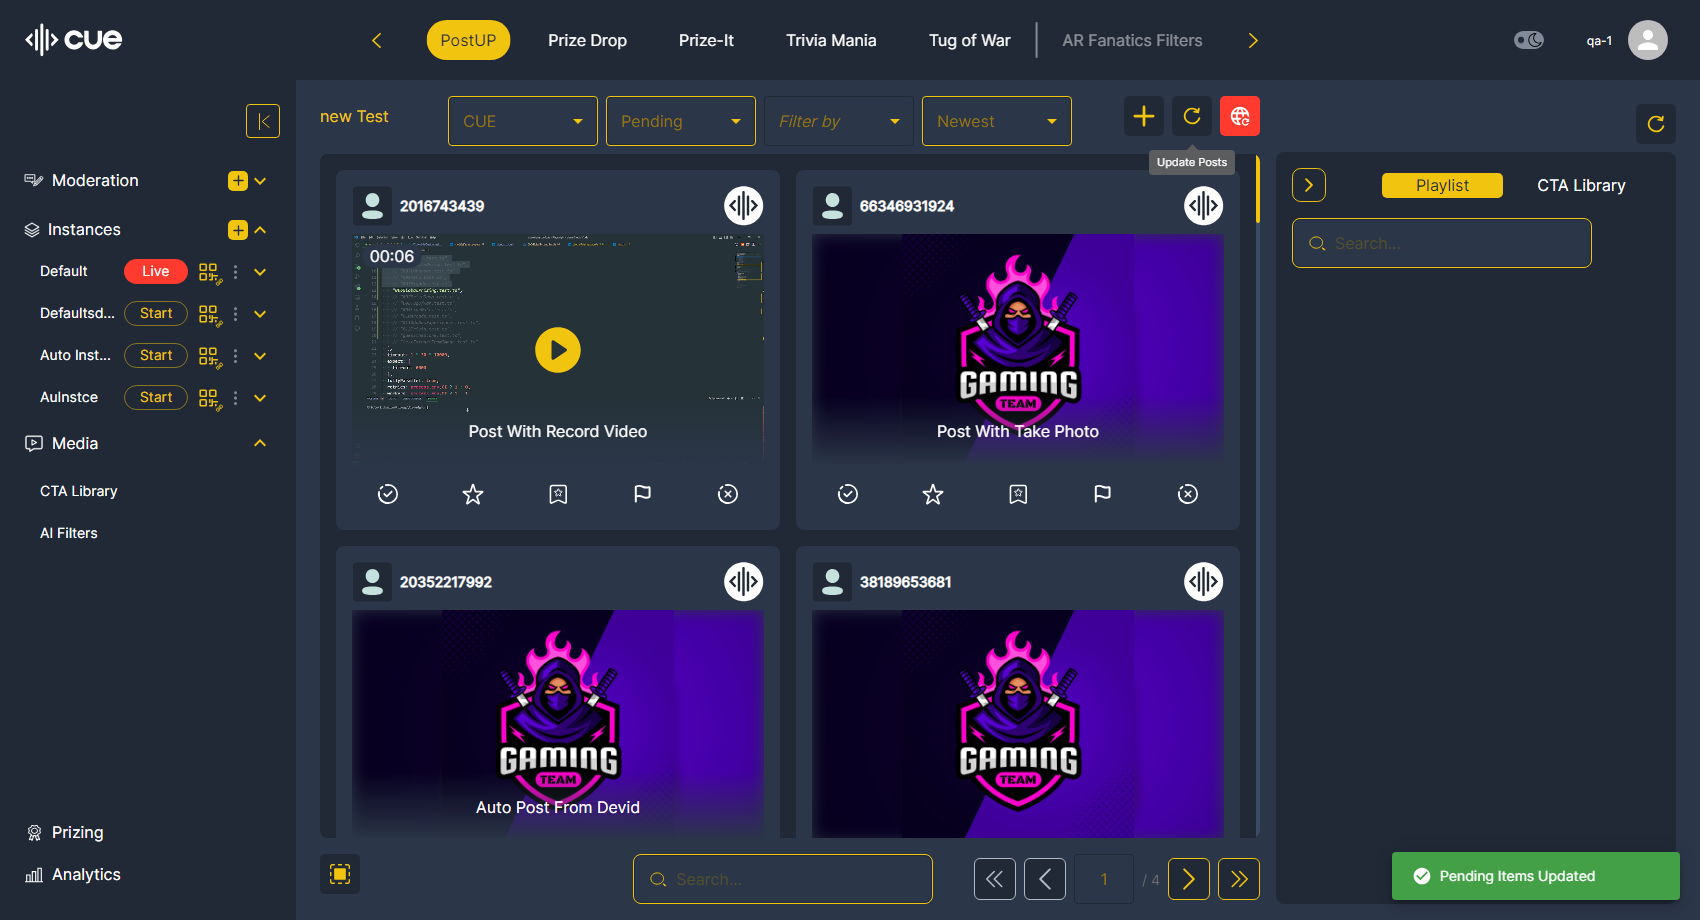 cue
PostUP
Prize Drop
Prize-It
Trivia Mania
Tug of War
AR Fanatics Filters
qa-1
new Test
CUE
Pending
Filter by
Newest
Update Posts
Moderation
Instances
Default
Live
Defaultsd...
Start
Auto Inst...
Start
AuInstce
Start
Media
CTA Library
AI Filters
Prizing
Analytics
2016743439
00:06
Post With Record Video
66346931924
GAMING
TEAM
Post With Take Photo
20352217992
GAMING
TEAM
Auto Post From Devid
38189653681
GAMING
TEAM
Playlist
CTA Library
Search...
Search...
1
/ 4
Pending Items Updated